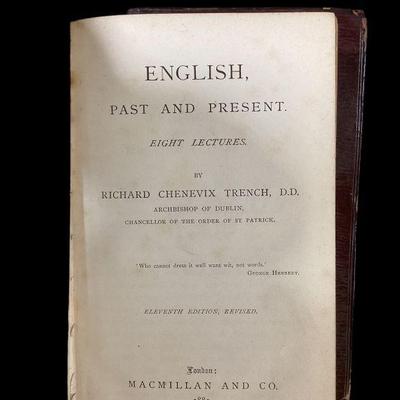 ENGLISH,
PAST AND PRESENT.
EIGHT LECTURES.
BY
RICHARD CHENEVIX TRENCH, D.D.
ARCHBISHOP OF DUBLIN,
CHANCELLOR OF THE ORDER OF ST PATRICK.
'Who cannot dress it well want wit, not words.'
GEORGE HERBERT.
ELEVENTH EDITION, REVISED.
London:
MACMILLAN AND CO.